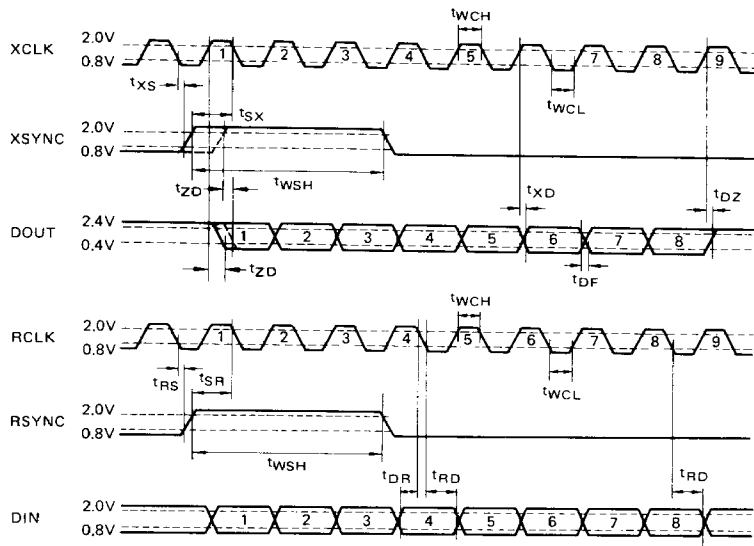 tWCH
XCLK 2.0V 0.8V 1 2 3 4 5 7 8 9
tXS tSX tWCL
XSYNC 2.0V 0.8V
tZD tWSH tXD tDZ
DOUT 2.4V 0.4V 1 2 3 4 5 6 7 8
tZD tDF
tWCH
RCLK 2.0V 0.8V 1 2 3 4 5 6 7 8 9
tRS tSR tWCL
RSYNC 2.0V 0.8V
tWSH tDR tRD tRD
DIN 2.0V 0.8V 1 2 3 4 5 6 7 8